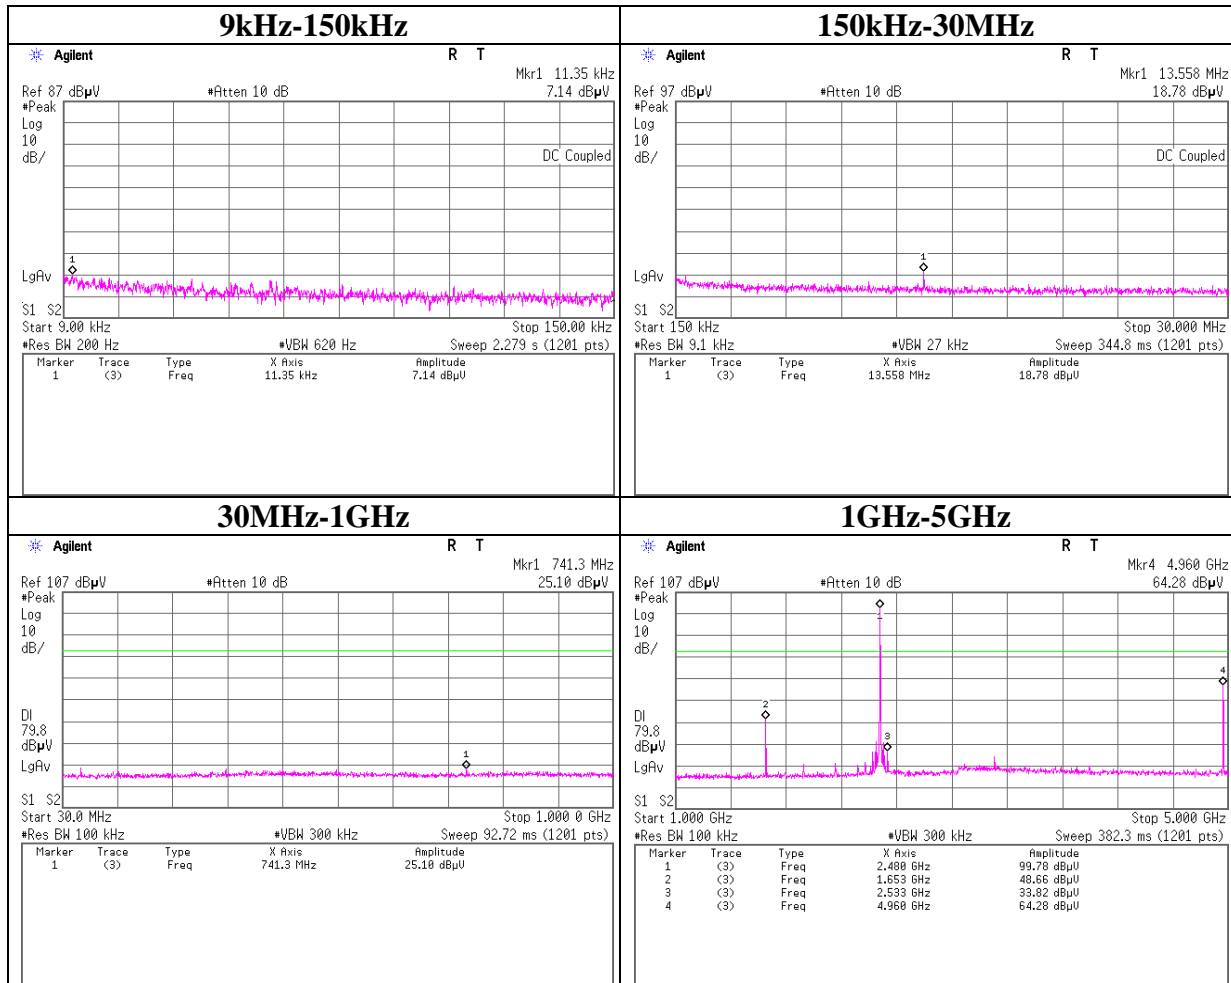 9kHz-150kHz
Agilent R T
Mkr1 11.35 kHz
Ref 87 dBµV #Atten 10 dB 7.14 dBµV
#Peak
Log
10
dB/
DC Coupled
1
LgAv
S1 S2
Start 9.00 kHz Stop 150.00 kHz
#Res BW 200 Hz #VBW 620 Hz Sweep 2.279 s (1201 pts)
Marker Trace Type X Axis Amplitude
1 (3) Freq 11.35 kHz 7.14 dBµV
150kHz-30MHz
Agilent R T
Mkr1 13.558 MHz
Ref 97 dBµV #Atten 10 dB 18.78 dBµV
#Peak
Log
10
dB/
DC Coupled
1
LgAv
S1 S2
Start 150 kHz Stop 30.000 MHz
#Res BW 9.1 kHz #VBW 27 kHz Sweep 344.8 ms (1201 pts)
Marker Trace Type X Axis Amplitude
1 (3) Freq 13.558 MHz 18.78 dBµV
30MHz-1GHz
Agilent R T
Mkr1 741.3 MHz
Ref 107 dBµV #Atten 10 dB 25.10 dBµV
#Peak
Log
10
dB/
DI
79.8
dBµV
1
LgAv
S1 S2
Start 30.0 MHz Stop 1.000 0 GHz
#Res BW 100 kHz #VBW 300 kHz Sweep 92.72 ms (1201 pts)
Marker Trace Type X Axis Amplitude
1 (3) Freq 741.3 MHz 25.10 dBµV
1GHz-5GHz
Agilent R T
Mkr4 4.960 GHz
Ref 107 dBµV #Atten 10 dB 64.28 dBµV
#Peak
Log
10
dB/
1
4
2
DI
79.8
dBµV
3
LgAv
S1 S2
Start 1.000 GHz Stop 5.000 GHz
#Res BW 100 kHz #VBW 300 kHz Sweep 382.3 ms (1201 pts)
Marker Trace Type X Axis Amplitude
1 (3) Freq 2.480 GHz 99.78 dBµV
2 (3) Freq 1.653 GHz 48.66 dBµV
3 (3) Freq 2.533 GHz 33.82 dBµV
4 (3) Freq 4.960 GHz 64.28 dBµV